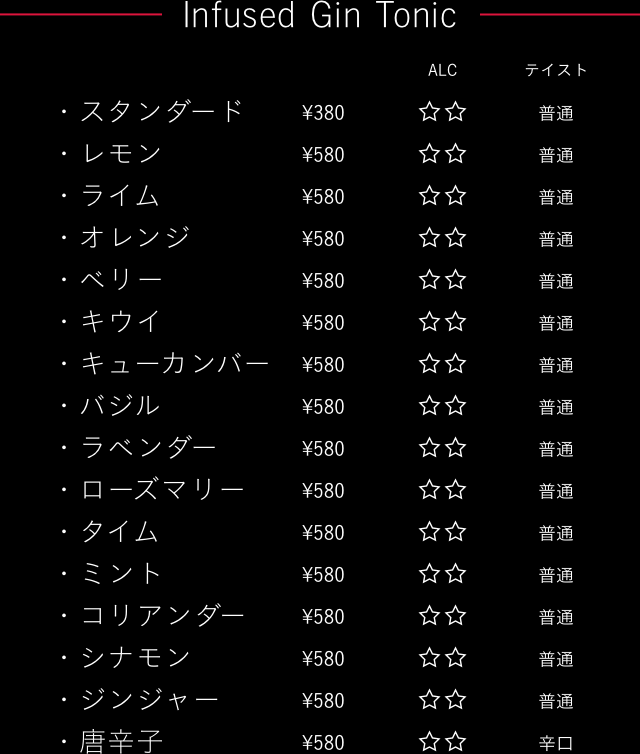 Infused Gin Tonic
ALC テイスト
・スタンダード ¥380 ☆☆ 普通
・レモン ¥580 ☆☆ 普通
・ライム ¥580 ☆☆ 普通
・オレンジ ¥580 ☆☆ 普通
・ベリー ¥580 ☆☆ 普通
・キウイ ¥580 ☆☆ 普通
・キューカンバー ¥580 ☆☆ 普通
・バジル ¥580 ☆☆ 普通
・ラベンダー ¥580 ☆☆ 普通
・ローズマリー ¥580 ☆☆ 普通
・タイム ¥580 ☆☆ 普通
・ミント ¥580 ☆☆ 普通
・コリアンダー ¥580 ☆☆ 普通
・シナモン ¥580 ☆☆ 普通
・ジンジャー ¥580 ☆☆ 普通
・唐辛子 ¥580 ☆☆ 辛口